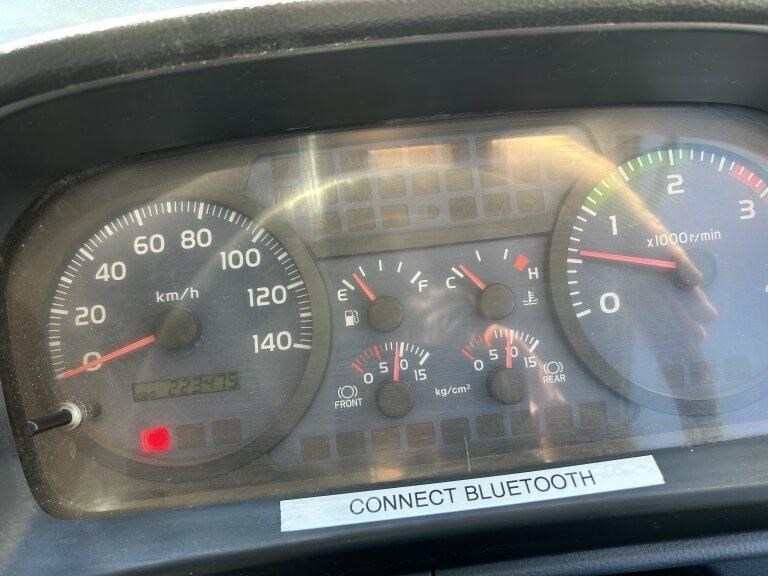 0 20 40 60 80 100 120 140
km/h
223475
E F
C H
0 5 10 15
FRONT
kg/cm²
0 5 10 15
REAR
0 1 2 3
x1000r/min
CONNECT BLUETOOTH